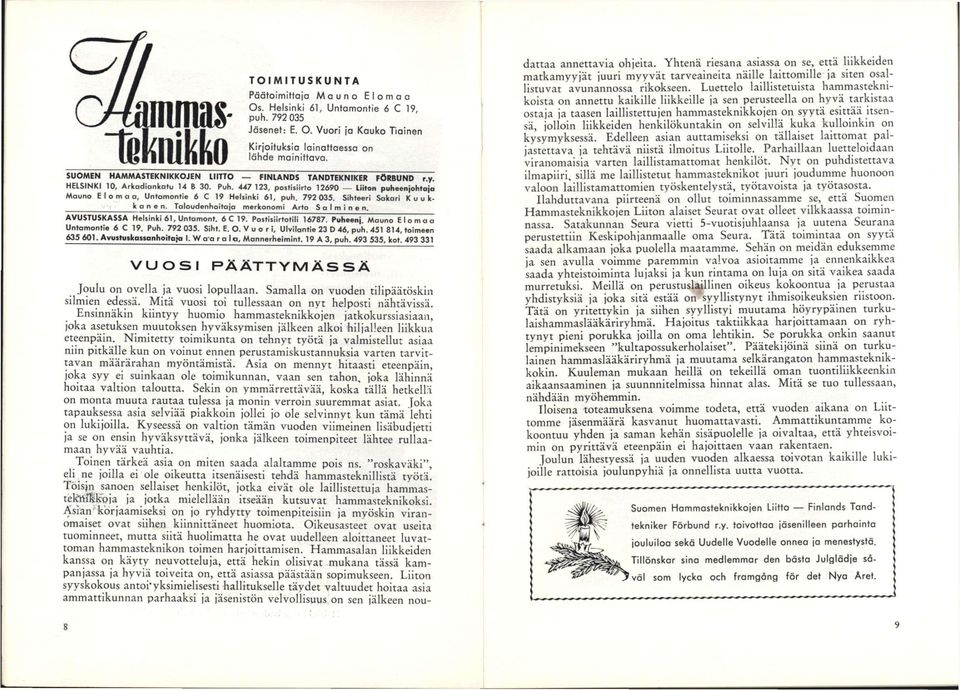 Hammas-
teknikko
TOIMITUSKUNTA
Päätoimittaja Mauno Elomaa
Os. Helsinki 61, Untamontie 6 C 19,
puh. 792 035
Jäsenet: E. O. Vuori ja Kauko Tiainen
Kirjoituksia lainattaessa on
lähde mainittava.
SUOMEN HAMMASTEKNIKKOJEN LIITTO — FINLANDS TANDTEKNIKER FÖRBUND r.y.
HELSINKI 10, Arkadiankatu 14 B 30. Puh. 447 123, postisiirto 12690 — Liiton puheenjohtaja
Mauno Elomaa, Untamontie 6 C 19 Helsinki 61, puh. 792 035. Sihteeri Sakari Kuuk-
kanen. Taloudenhoitaja merkonomi Arto Salminen.
AVUSTUSKASSA Helsinki 61, Untamont. 6 C 19. Postisiirtotili 16787. Puheenj. Mauno Elomaa
Untamontie 6 C 19. Puh. 792 035. Siht. E. O. Vuori, Ulvilantie 23 D 46, puh. 451 814, toimeen
635 601. Avustuskassanhoitaja I. Waarala, Mannerheimint. 19 A 3, puh. 493 535, kot. 493 331
VUOSI PÄÄTTYMÄSSÄ
Joulu on ovella ja vuosi lopullaan. Samalla on vuoden tilipäätöskin
silmien edessä. Mitä vuosi toi tullessaan on nyt helposti nähtävissä.
Ensinnäkin kiintyy huomio hammasteknikkojen jatkokurssiasiaan,
joka asetuksen muutoksen hyväksymisen jälkeen alkoi hiljalleen liikkua
eteenpäin. Nimitetty toimikunta on tehnyt työtä ja valmistellut asiaa
niin pitkälle kun on voinut ennen perustamiskustannuksia varten tarvit-
tavan määrärahan myöntämistä. Asia on mennyt hitaasti eteenpäin,
joka syy ei suinkaan ole toimikunnan, vaan sen tahon, joka lähinnä
hoitaa valtion taloutta. Sekin on ymmärrettävää, koska tällä hetkellä
on monta muuta rautaa tulessa ja monin verroin suuremmat asiat. Joka
tapauksessa asia selviää piakkoin jollei jo ole selvinnyt kun tämä lehti
on lukijoilla. Kyseessä on valtion tämän vuoden viimeinen lisäbudjetti
ja se on ensin hyväksyttävä, jonka jälkeen toimenpiteet lähtee rullaa-
maan hyvää vauhtia.
Toinen tärkeä asia on miten saada alaltamme pois ns. ”roskaväki”,
eli ne joilla ei ole oikeutta itsenäisesti tehdä hammasteknillistä työtä.
Toisin sanoen sellaiset henkilöt, jotka eivät ole laillistettuja hammas-
teknikkoja ja jotka mielellään itseään kutsuvat hammasteknikoksi.
Asian korjaamiseksi on jo ryhdytty toimenpiteisiin ja myöskin viran-
omaiset ovat siihen kiinnittäneet huomiota. Oikeusasteet ovat useita
tuominneet, mutta siitä huolimatta he ovat uudelleen aloittaneet luvat-
toman hammasteknikon toimen harjoittamisen. Hammasalan liikkeiden
kanssa on käyty neuvotteluja, että hekin olisivat mukana tässä kam-
panjassa ja hyviä toiveita on, että asiassa päästään sopimukseen. Liiton
syyskokous antoi yksimielisesti hallitukselle täydet valtuudet hoitaa asia
ammattikunnan parhaaksi ja jäsenistön velvollisuus on sen jälkeen nou-
8
dattaa annettavia ohjeita. Yhtenä riesana asiassa on se, että liikkeiden
matkamyyjät juuri myyvät tarveaineita näille laittomille ja siten osal-
listuvat avunannossa rikokseen. Luettelo laillistetuista hammastekni-
koista on annettu kaikille liikkeille ja sen perusteella on hyvä tarkistaa
ostaja ja taasen laillistettujen hammasteknikkojen on syytä esittää itsen-
sä, jolloin liikkeiden henkilökuntakin on selvillä kuka kulloinkin on
kysymyksessä. Edelleen asian auttamiseksi on tällaiset laittomat pal-
jastettava ja tehtävä niistä ilmoitus Liitolle. Parhaillaan luetteloidaan
viranomaisia varten laillistamattomat henkilöt. Nyt on puhdistettava
ilmapiiri, sillä me laillistetut hammasteknikot juuri joudumme huonoon
valoon laillistamattomien työskentelystä, työtavoista ja työtasosta.
Ilahduttavana piirteenä on ollut toiminnassamme se, että Suomen
Hammasteknikkojen Liiton alaiset Seurat ovat olleet vilkkaassa toimin-
nassa. Satakunnan Seura vietti 5-vuotisjuhlaansa ja uutena Seurana
perustettiin Keskipohjanmaalle oma Seura. Tätä toimintaa on syytä
saada alkamaan joka puolella maatamme. Sehän on meidän eduksemme
ja sen avulla voimme paremmin valvoa asioitamme ja ennenkaikkea
saada yhteistoiminta lujaksi ja kun rintama on luja on sitä vaikea saada
murretuksi. Meillä on perustuslaillinen oikeus kokoontua ja perustaa
yhdistyksiä ja joka sitä estää on syyllistynyt ihmisoikeuksien riistoon.
Tätä on yritettykin ja siihen syyllistyi muutama höyrypäinen turku-
laishammaslääkäriryhmä. Hajoitus taktiikkaa harjoittamaan on ryh-
tynyt pieni porukka joilla on oma lehtikin. Se porukka onkin saanut
lempinimekseen ”kultapossukerholaiset”. Päätekijöinä siinä on turku-
lainen hammaslääkäriryhmä ja muutama selkärangaton hammasteknik-
kokin. Kuuleman mukaan heillä on tekeillä oman tuontiliikkeenkin
aikaansaaminen ja suunnnitelmissa hinnat alas. Mitä se tuo tullessaan,
nähdään myöhemmin.
Iloisena toteamuksena voimme todeta, että vuoden aikana on Liit-
tomme jäsenmäärä kasvanut huomattavasti. Ammattikuntamme ko-
koontuu yhden ja saman kehän sisäpuolelle ja oivaltaa, että yhteisvoi-
min on pyrittävä eteenpäin ei hajoittaen vaan rakentaen.
Joulun lähestyessä ja uuden vuoden alkaessa toivotan kaikille luki-
joille rattoisia joulunpyhiä ja onnellista uutta vuotta.
Suomen Hammasteknikkojen Liitto — Finlands Tand-
tekniker Förbund r.y. toivottaa jäsenilleen parhainta
jouluiloa sekä Uudelle Vuodelle onnea ja menestystä.
Tillönskar sina medlemmar den bästa Julglädje så-
väl som lycka och framgång för det Nya Aret.
9